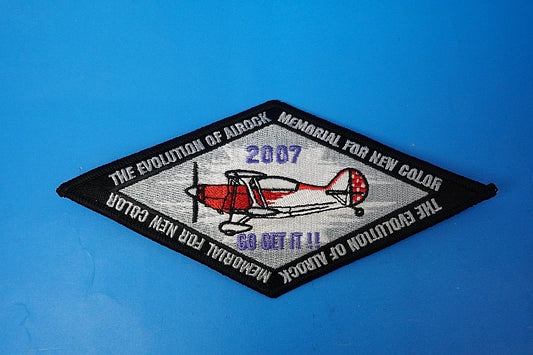 THE EVOLUTION OF AIROCK
MEMORIAL FOR NEW COLOR
2007
GO GET IT !!
MEMORIAL FOR NEW COLOR
THE EVOLUTION OF AIROCK